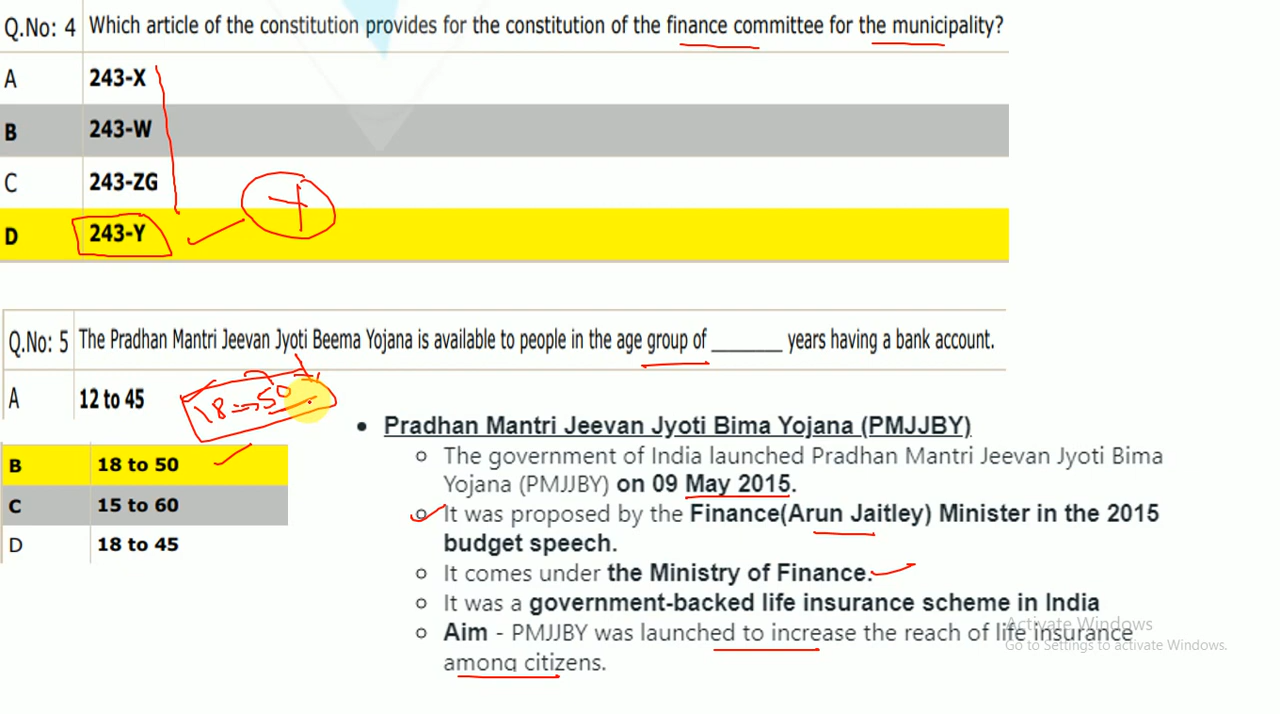 Q.No: 4 Which article of the constitution provides for the constitution of the finance committee for the municipality?
A 243-X
B 243-W
C 243-ZG
D 243-Y
Y
Q.No: 5 The Pradhan Mantri Jeevan Jyoti Beema Yojana is available to people in the age group of ________ years having a bank account.
A 12 to 45
18 - 50
B 18 to 50
C 15 to 60
D 18 to 45
• Pradhan Mantri Jeevan Jyoti Bima Yojana (PMJJBY)
○ The government of India launched Pradhan Mantri Jeevan Jyoti Bima
Yojana (PMJJBY) on 09 May 2015.
○ It was proposed by the Finance(Arun Jaitley) Minister in the 2015
budget speech.
○ It comes under the Ministry of Finance.
○ It was a government-backed life insurance scheme in India
○ Aim - PMJJBY was launched to increase the reach of life insurance
among citizens.
Activate Windows
Go to Settings to activate Windows.